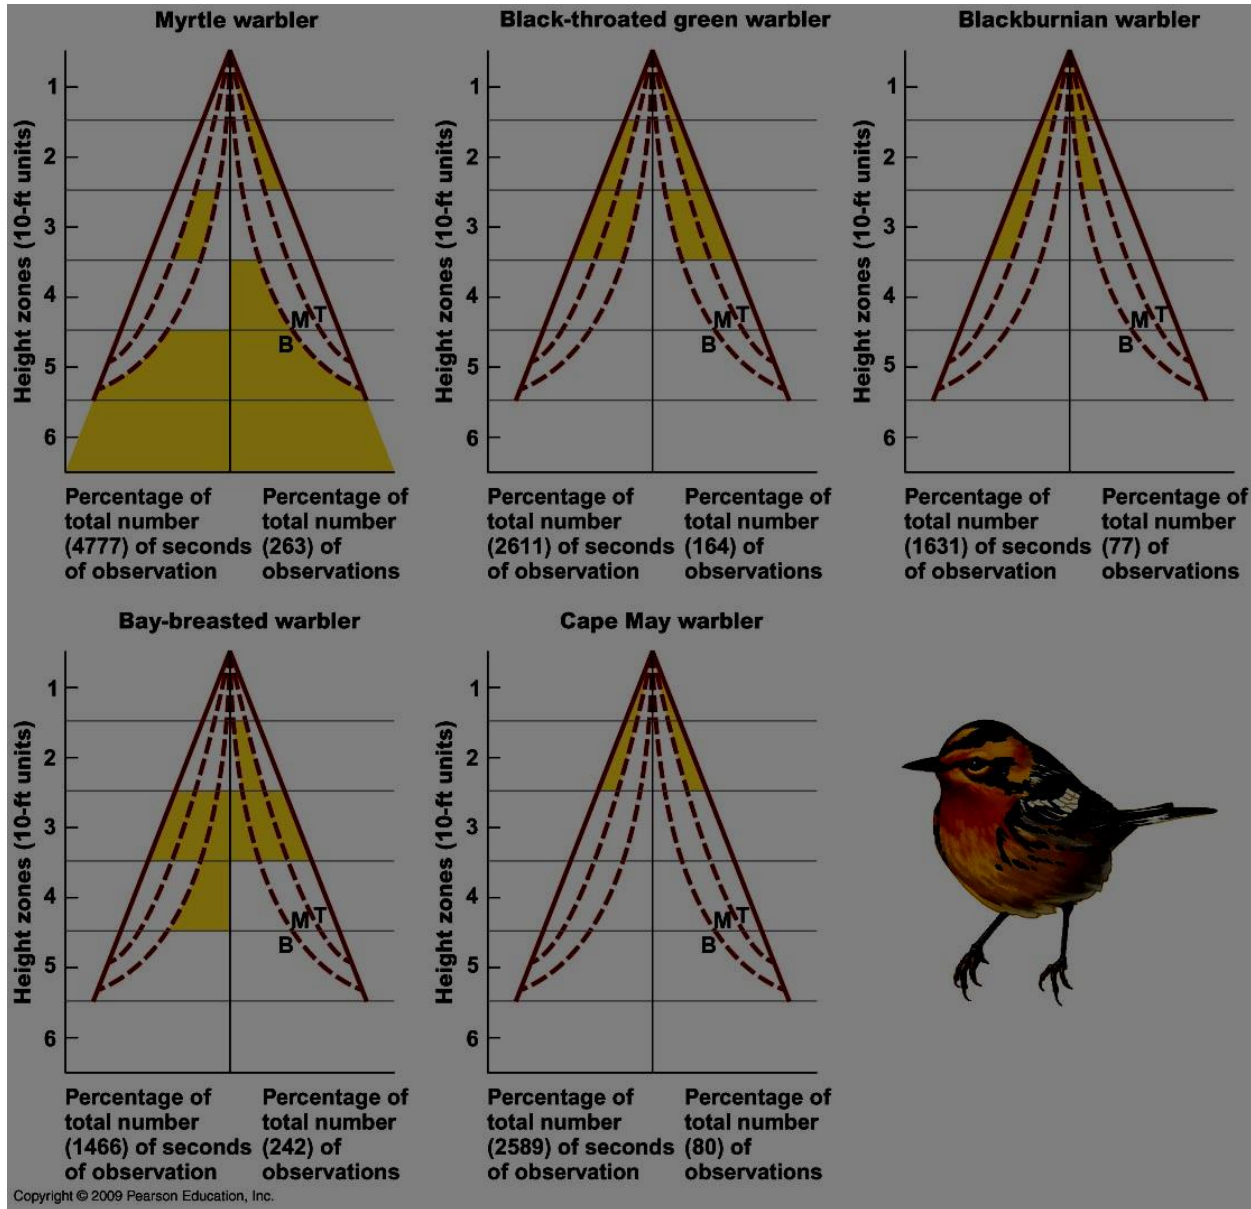 Myrtle warbler
Height zones (10-ft units)
1
2
3
4
5
6
M T
B
Percentage of
total number
(4777) of seconds
of observation
Percentage of
total number
(263) of
observations
Black-throated green warbler
Height zones (10-ft units)
1
2
3
4
5
6
M T
B
Percentage of
total number
(2611) of seconds
of observation
Percentage of
total number
(164) of
observations
Blackburnian warbler
Height zones (10-ft units)
1
2
3
4
5
6
M T
B
Percentage of
total number
(1631) of seconds
of observation
Percentage of
total number
(77) of
observations
Bay-breasted warbler
Height zones (10-ft units)
1
2
3
4
5
6
M T
B
Percentage of
total number
(1466) of seconds
of observation
Percentage of
total number
(242) of
observations
Cape May warbler
Height zones (10-ft units)
1
2
3
4
5
6
M T
B
Percentage of
total number
(2589) of seconds
of observation
Percentage of
total number
(80) of
observations
Copyright © 2009 Pearson Education, Inc.